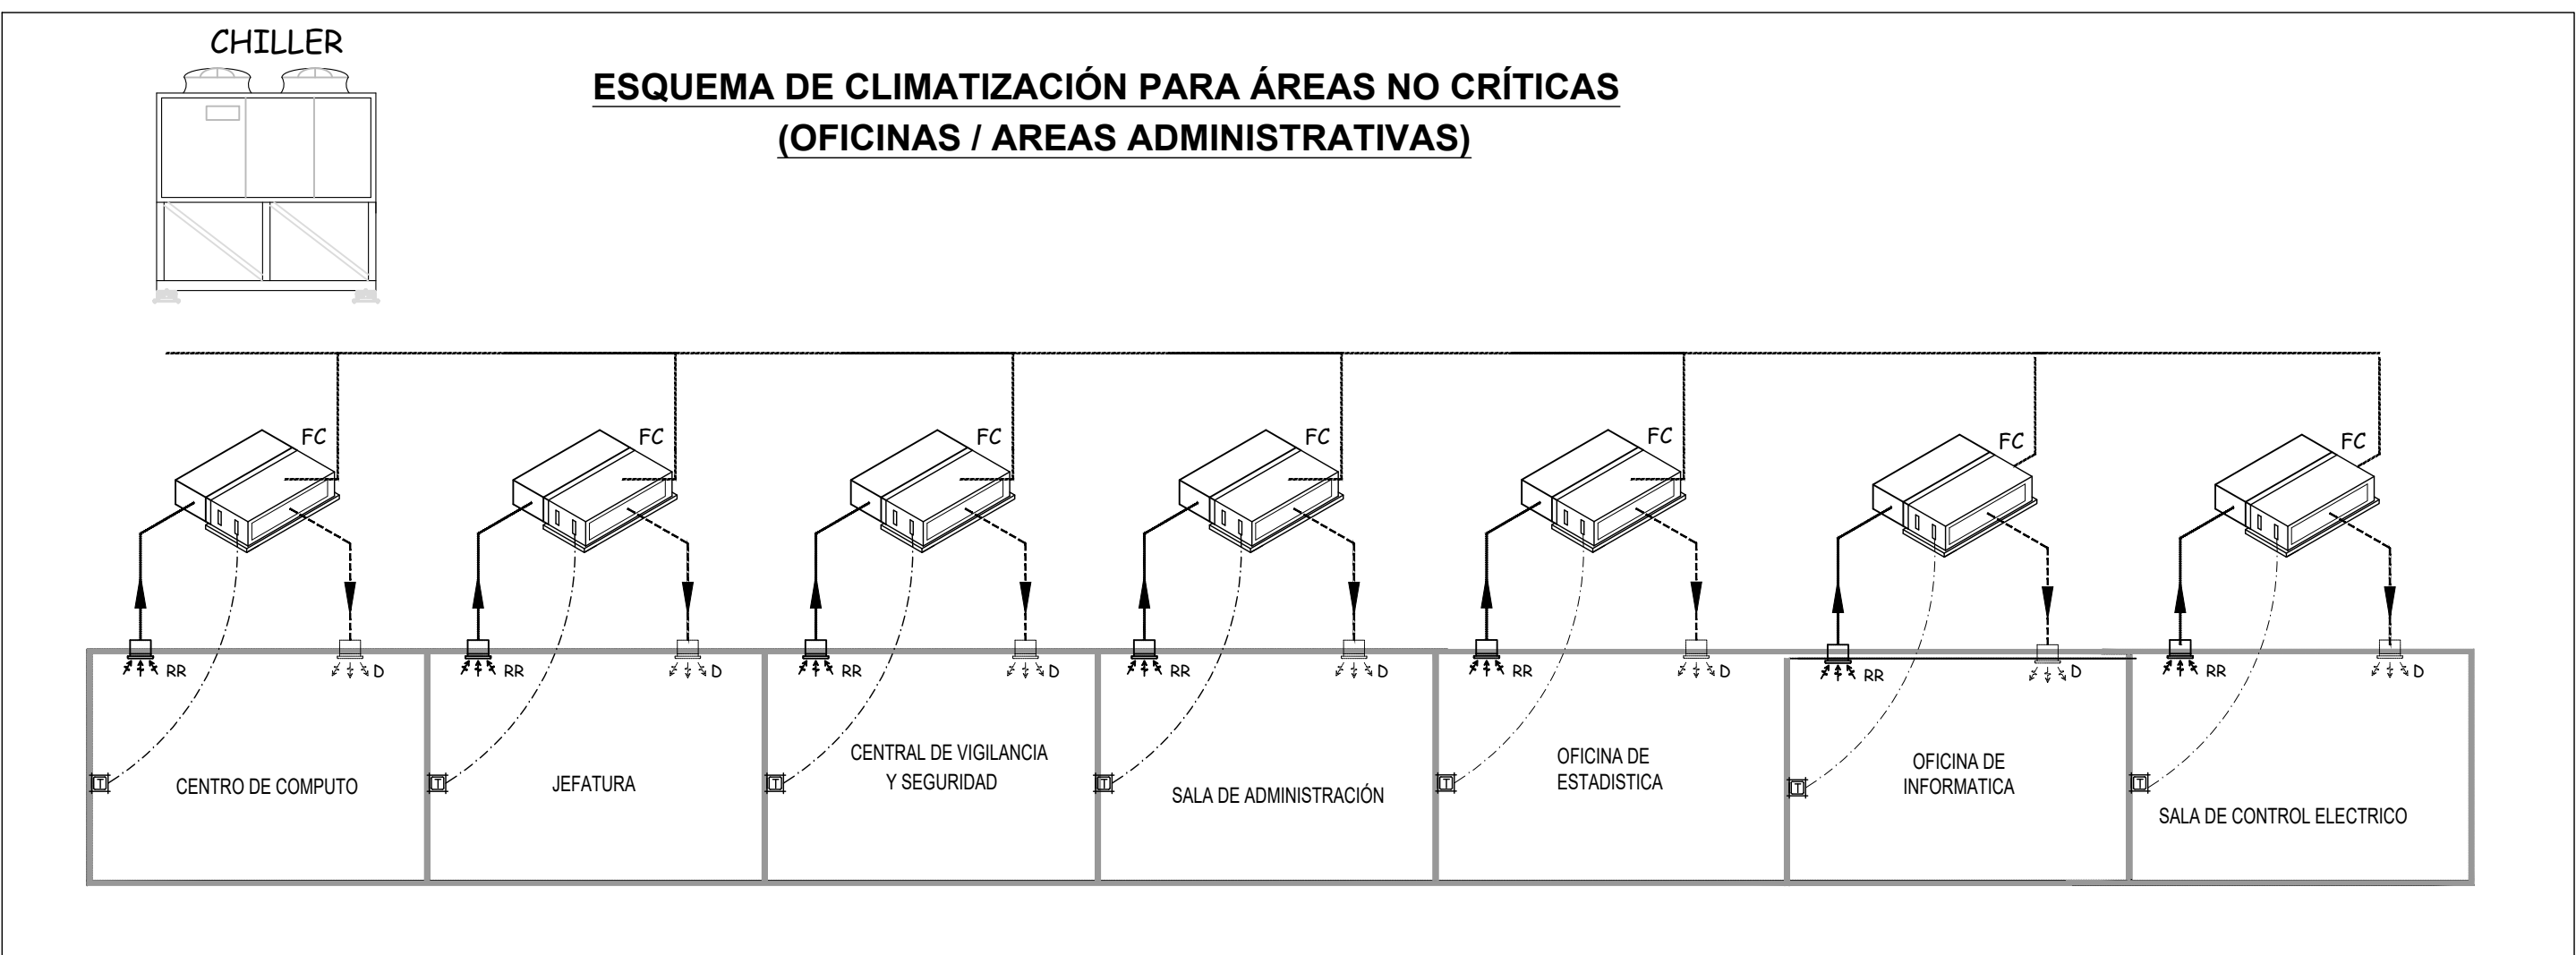 CHILLER
ESQUEMA DE CLIMATIZACIÓN PARA ÁREAS NO CRÍTICAS
(OFICINAS / AREAS ADMINISTRATIVAS)
FC
FC
FC
FC
FC
FC
FC
RR
D
RR
D
RR
D
RR
D
RR
D
RR
D
RR
D
T
CENTRO DE COMPUTO
T
JEFATURA
T
CENTRAL DE VIGILANCIA
Y SEGURIDAD
T
SALA DE ADMINISTRACIÓN
T
OFICINA DE
ESTADISTICA
T
OFICINA DE
INFORMATICA
T
SALA DE CONTROL ELECTRICO